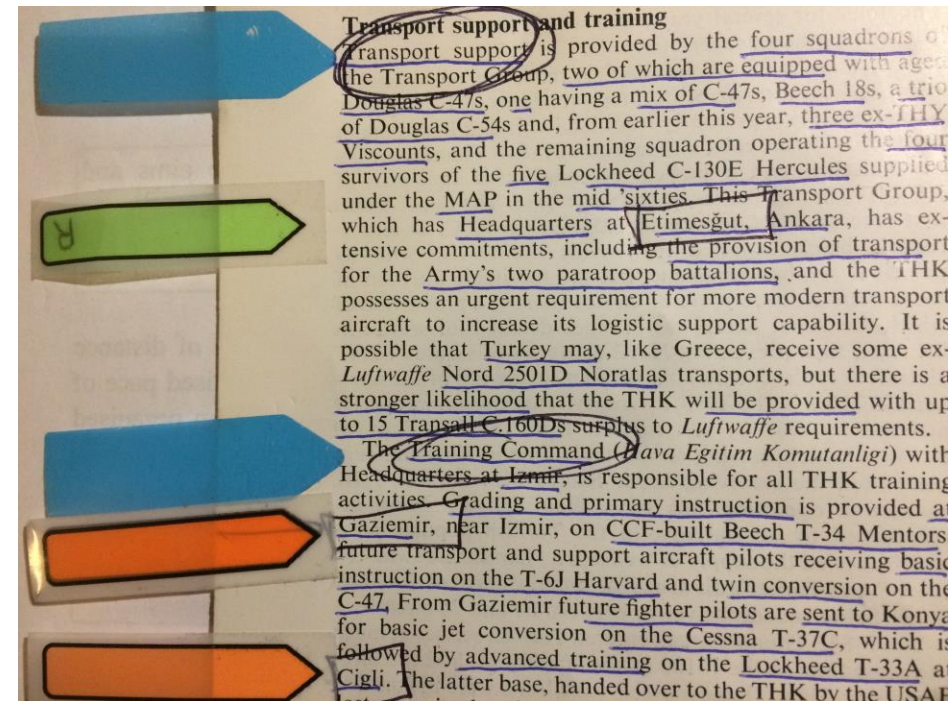 Transport support and training
Transport support is provided by the four squadrons of
the Transport Group, two of which are equipped with
Douglas C-47s, one having a mix of C-47s, Beech 18s, a trio
of Douglas C-54s and, from earlier this year, three ex-THY
Viscounts, and the remaining squadron operating the four
survivors of the five Lockheed C-130E Hercules supplied
under the MAP in the mid 'sixties. This Transport Group,
which has Headquarters at Etimesğut, Ankara, has ex-
tensive commitments, including the provision of transport
for the Army's two paratroop battalions, and the THK
possesses an urgent requirement for more modern transport
aircraft to increase its logistic support capability. It is
possible that Turkey may, like Greece, receive some ex-
Luftwaffe Nord 2501D Noratlas transports, but there is a
stronger likelihood that the THK will be provided with up
to 15 Transall C.160Ds surplus to Luftwaffe requirements.
The Training Command (Hava Egitim Komutanligi) with
Headquarters at Izmir, is responsible for all THK training
activities. Grading and primary instruction is provided at
Gaziemir, near Izmir, on CCF-built Beech T-34 Mentors
future transport and support aircraft pilots receiving basic
instruction on the T-6J Harvard and twin conversion on the
C-47. From Gaziemir future fighter pilots are sent to Konya
for basic jet conversion on the Cessna T-37C, which is
followed by advanced training on the Lockheed T-33A at
Cigli. The latter base, handed over to the THK by the USAF
R